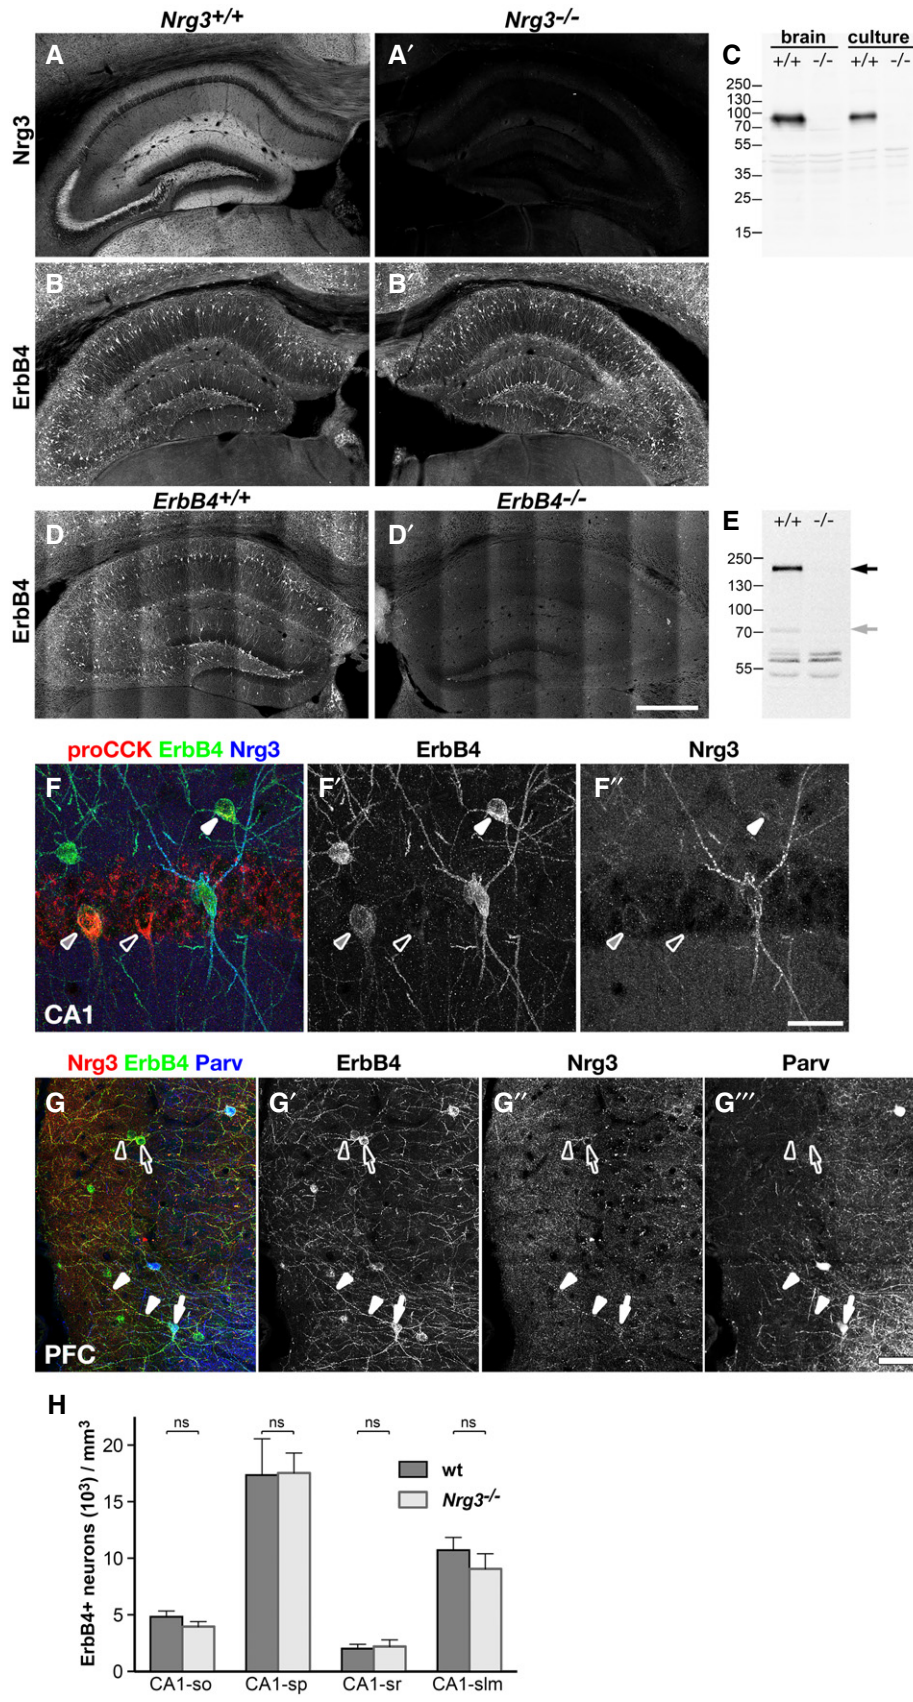 Nrg3+/+ Nrg3-/-
A A′ C brain culture
+/+ -/- +/+ -/-
Nrg3
250
130
100
70
55
35
25
15
B B′
ErbB4
ErbB4+/+ ErbB4-/-
D D′ E +/+ -/-
ErbB4
250
130
100
70
55
proCCK ErbB4 Nrg3 ErbB4 Nrg3
F F′ F′′
CA1
Nrg3 ErbB4 Parv ErbB4 Nrg3 Parv
G G′ G′′ G′′′
PFC
H
ErbB4+ neurons (10³) / mm³
ns ns ns ns
20
15
10
5
0
wt
Nrg3-/-
CA1-so CA1-sp CA1-sr CA1-slm